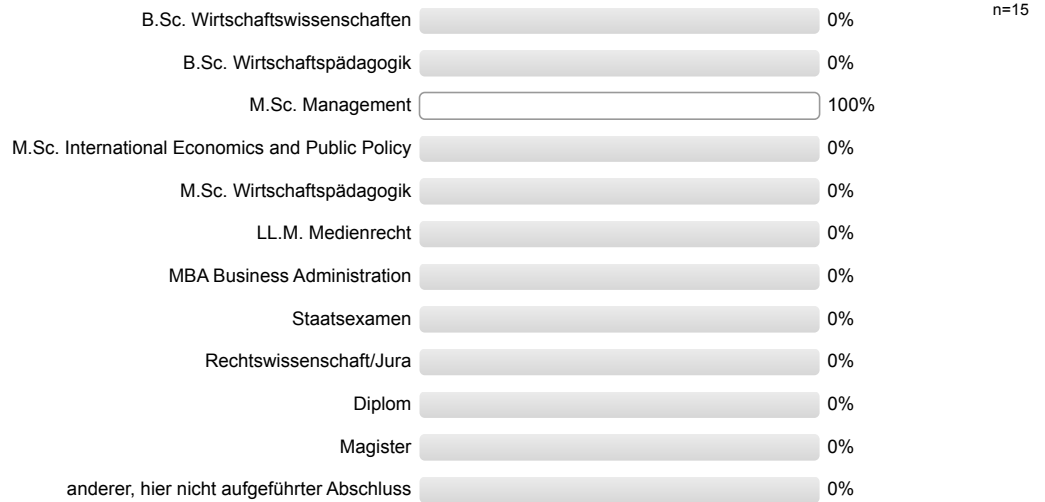 B.Sc. Wirtschaftswissenschaften 0% n=15
B.Sc. Wirtschaftspädagogik 0%
M.Sc. Management 100%
M.Sc. International Economics and Public Policy 0%
M.Sc. Wirtschaftspädagogik 0%
LL.M. Medienrecht 0%
MBA Business Administration 0%
Staatsexamen 0%
Rechtswissenschaft/Jura 0%
Diplom 0%
Magister 0%
anderer, hier nicht aufgeführter Abschluss 0%